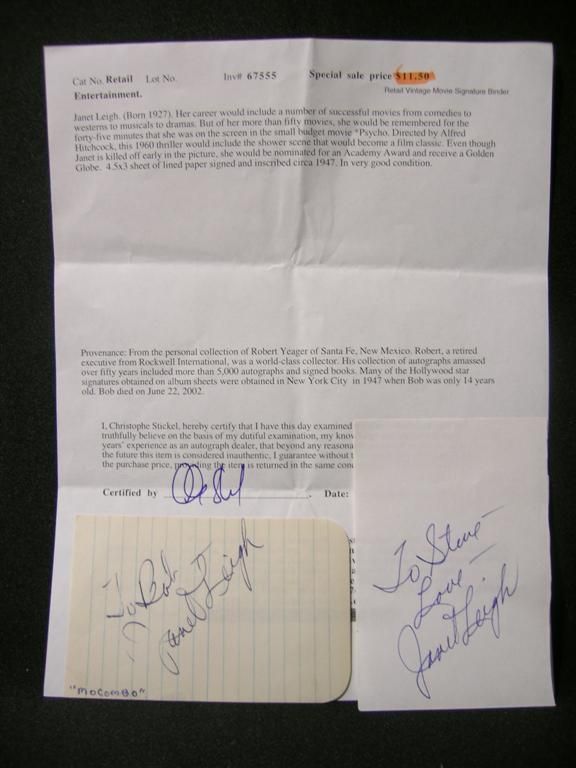 Cat No. Retail Lot No. Inv# 67555 Special sale price $11.50
Retail Vintage Movie Signature Binder
Entertainment.
Janet Leigh. (Born 1927). Her career would include a number of successful movies from comedies to
westerns to musicals to dramas. But of her more than fifty movies, she would be remembered for the
forty-five minutes that she was on the screen in the small budget movie "Psycho. Directed by Alfred
Hitchcock, this 1960 thriller would include the shower scene that would become a film classic. Even though
Janet is killed off early in the picture, she would be nominated for an Academy Award and receive a Golden
Globe. 4.5x3 sheet of lined paper signed and inscribed circa 1947. In very good condition.
Provenance: From the personal collection of Robert Yeager of Santa Fe, New Mexico. Robert, a retired
executive from Rockwell International, was a world-class collector. His collection of autographs amassed
over fifty years included more than 5,000 autographs and signed books. Many of the Hollywood star
signatures obtained on album sheets were obtained in New York City in 1947 when Bob was only 14 years
old. Bob died on June 22, 2002.
I, Christophe Stickel, hereby certify that I have this day examined
truthfully believe on the basis of my dutiful examination, my know
years' experience as an autograph dealer, that beyond any reasona
the future this item is considered inauthentic, I guarantee without
the purchase price, providing the item is returned in the same con
Certified by Date:
To Bob
Janet Leigh
"MOCOMBO"
To Steve -
Love -
Janet Leigh